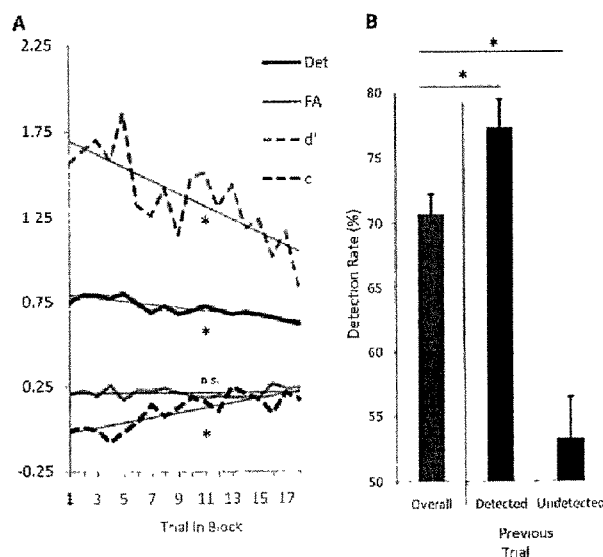 A
2.25
1.75
1.25
0.75
0.25
-0.25
Det
FA
d'
c
*
*
n.s.
*
1 3 5 7 9 11 13 15 17
Trial in Block
B
*
*
80
75
70
65
60
55
50
Detection Rate (%)
Overall Detected Undetected
Previous
Trial